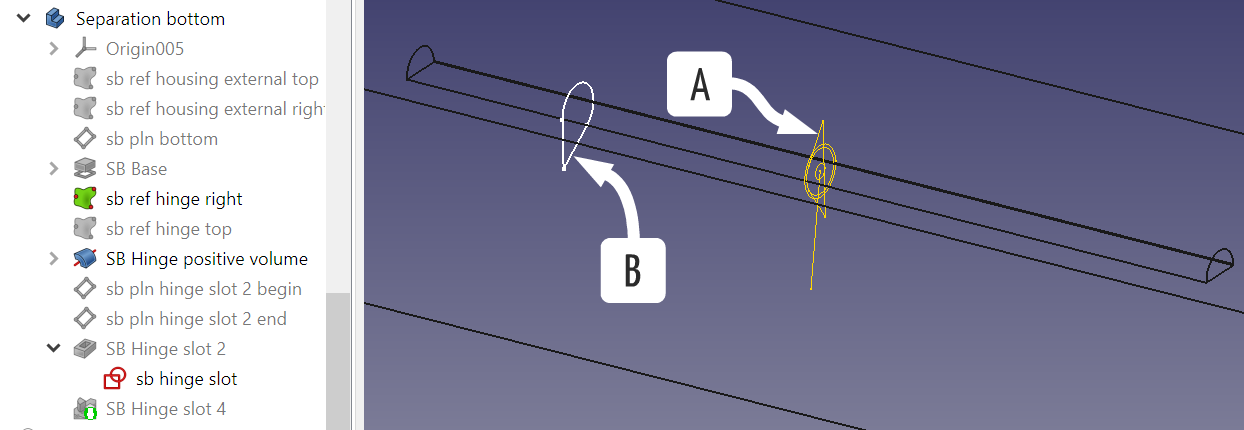 Separation bottom
Origin005
sb ref housing external top
sb ref housing external right
sb pln bottom
SB Base
sb ref hinge right
sb ref hinge top
SB Hinge positive volume
sb pln hinge slot 2 begin
sb pln hinge slot 2 end
SB Hinge slot 2
sb hinge slot
SB Hinge slot 4
A
B